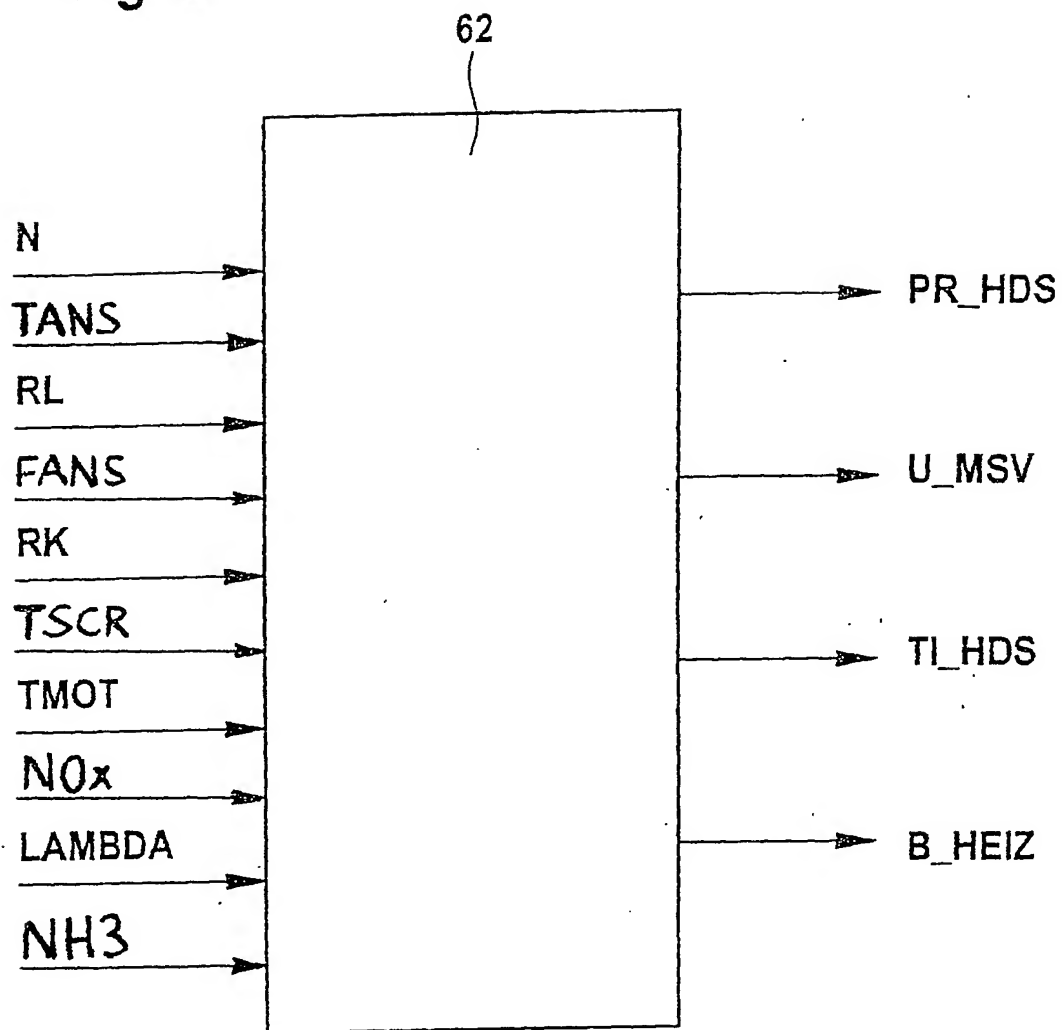 62
N
TANS
RL
FANS
RK
TSCR
TMOT
NOx
LAMBDA
NH3
PR_HDS
U_MSV
TI_HDS
B_HEIZ